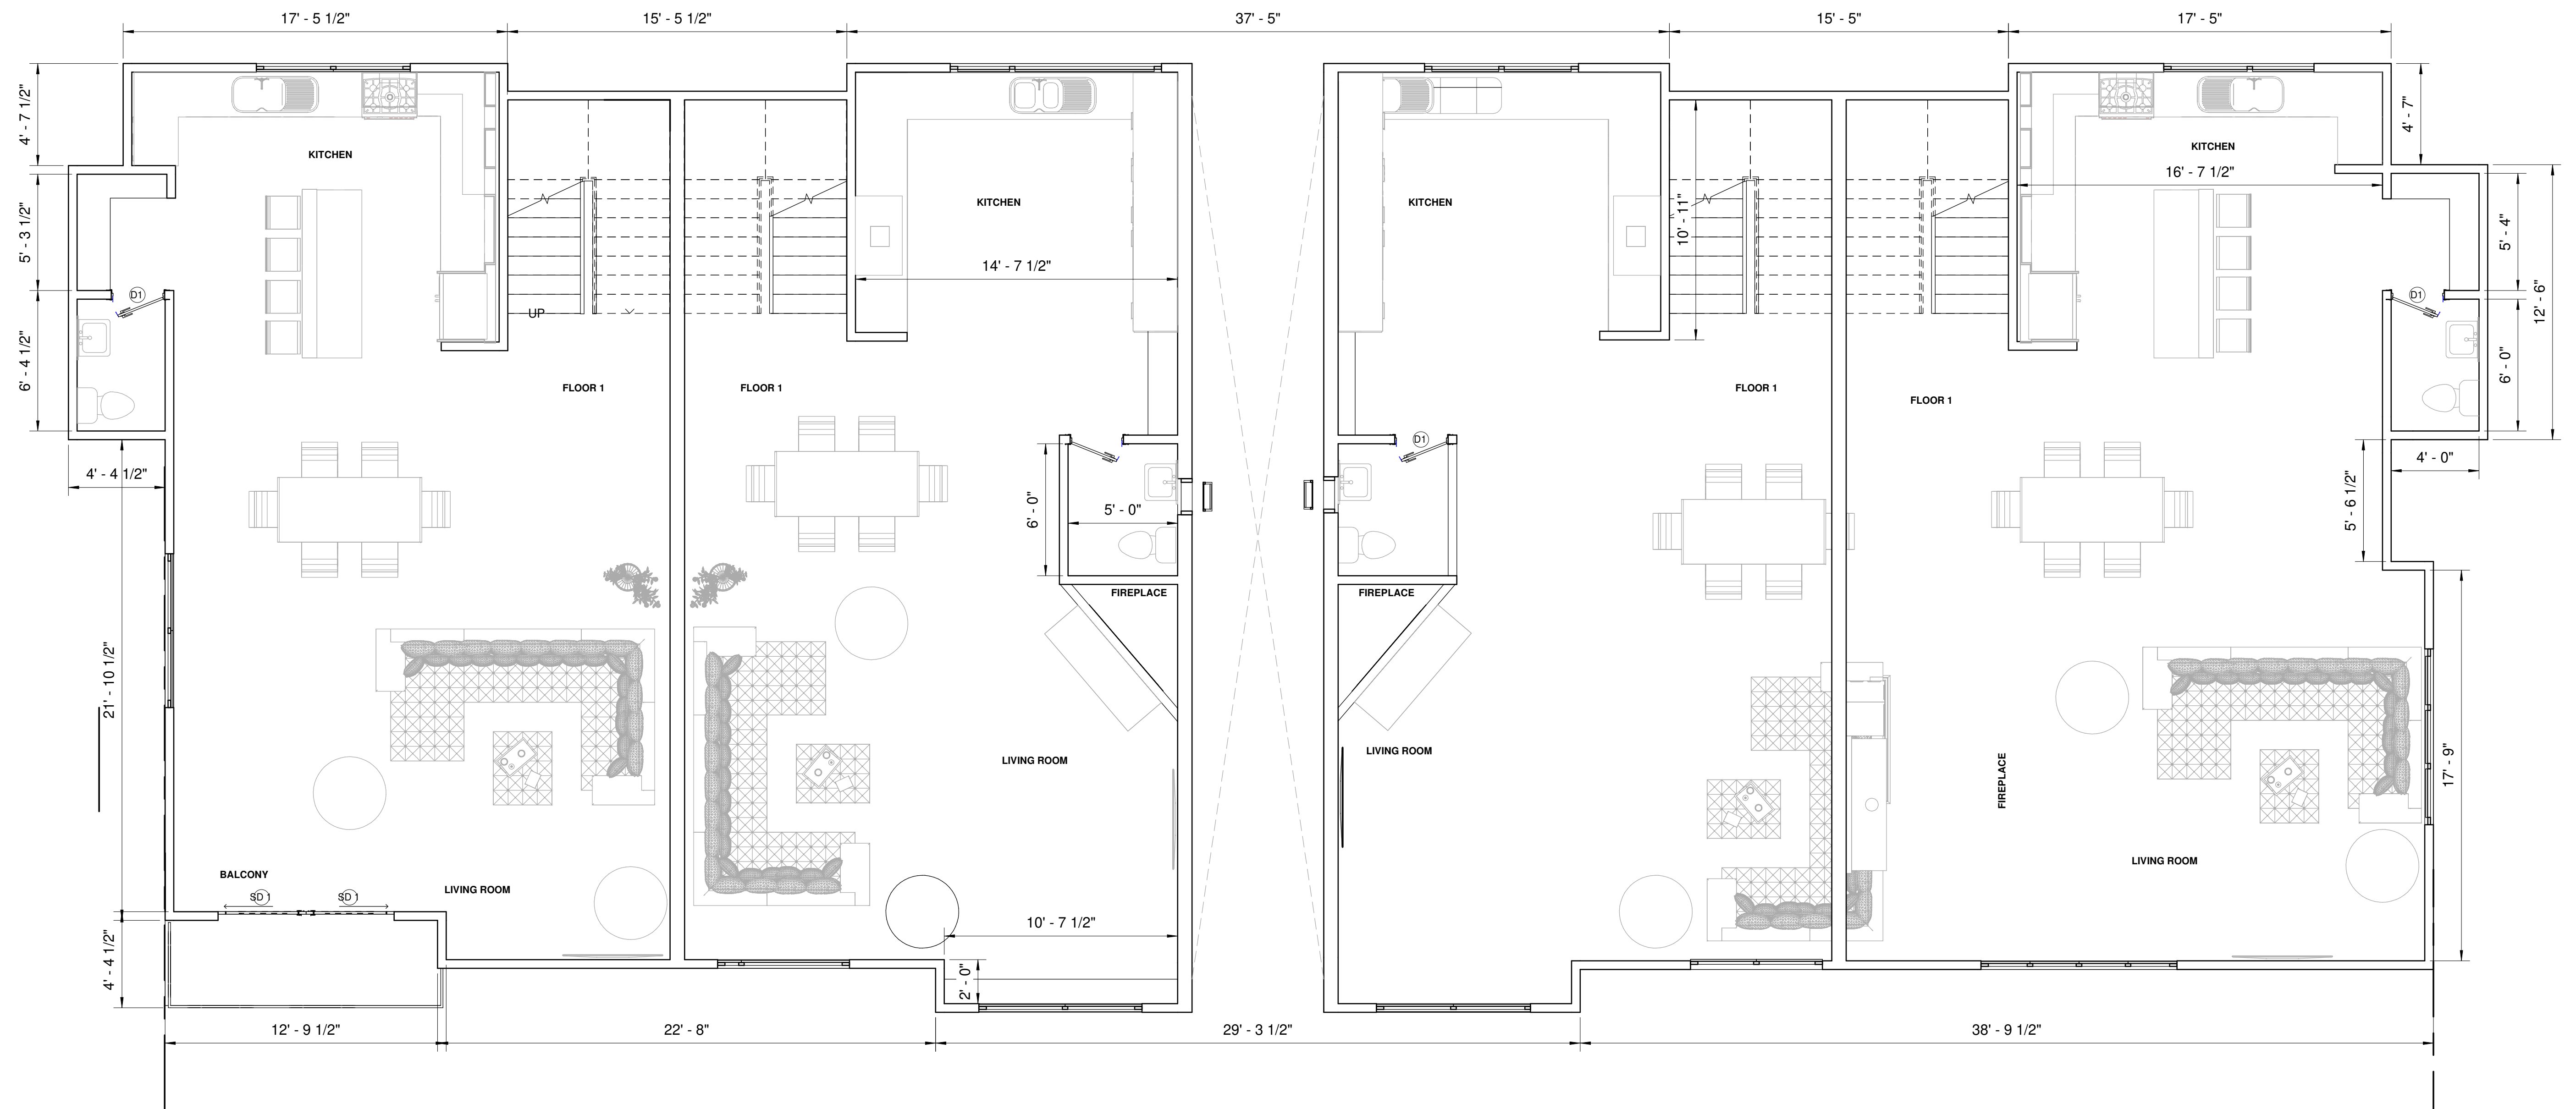 17' - 5 1/2"
15' - 5 1/2"
37' - 5"
15' - 5"
17' - 5"
4' - 7 1/2"
4' - 7"
KITCHEN
KITCHEN
16' - 7 1/2"
KITCHEN
KITCHEN
5' - 3 1/2"
10' - 11"
5' - 4"
14' - 7 1/2"
D1
D1
12' - 6"
UP
6' - 4 1/2"
6' - 0"
FLOOR 1
FLOOR 1
FLOOR 1
FLOOR 1
D1
4' - 4 1/2"
4' - 0"
6' - 0"
5' - 0"
5' - 6 1/2"
FIREPLACE
FIREPLACE
21' - 10 1/2"
LIVING ROOM
LIVING ROOM
FIREPLACE
17' - 9"
LIVING ROOM
BALCONY
LIVING ROOM
SD 1
SD 1
10' - 7 1/2"
4' - 4 1/2"
2' - 0"
12' - 9 1/2"
22' - 8"
29' - 3 1/2"
38' - 9 1/2"